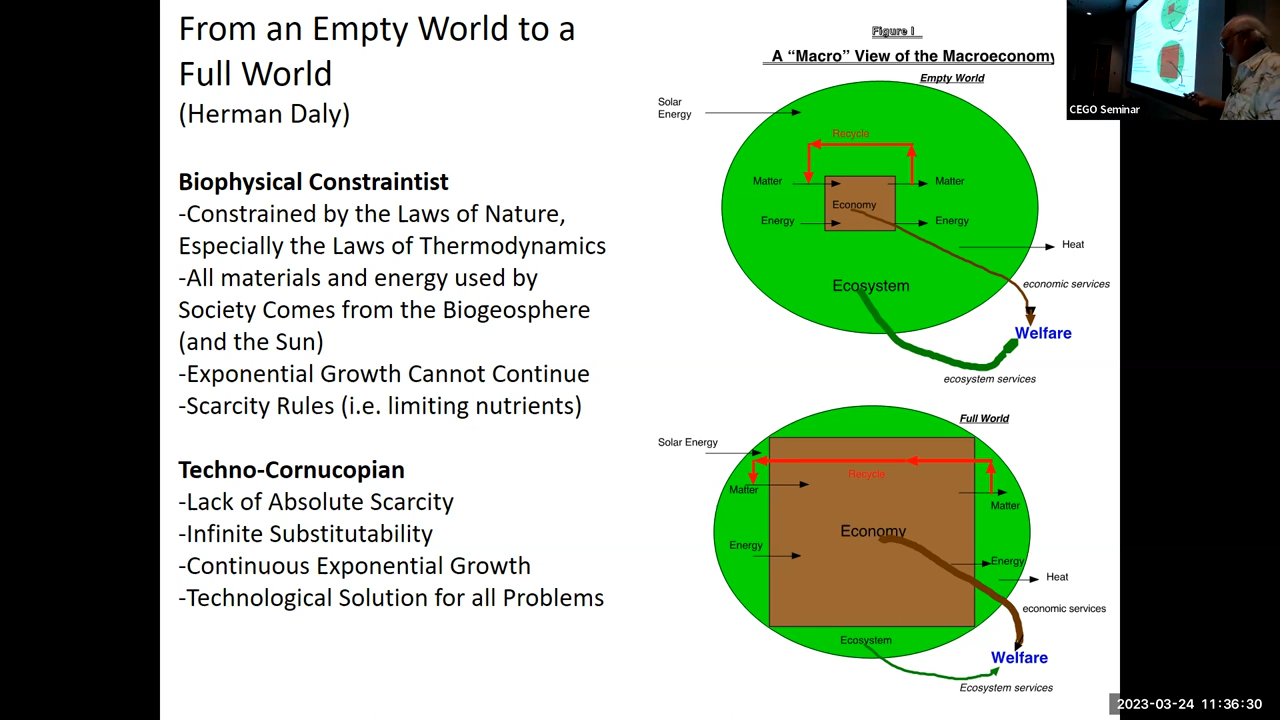 From an Empty World to a
Full World
(Herman Daly)
Biophysical Constraintist
-Constrained by the Laws of Nature,
Especially the Laws of Thermodynamics
-All materials and energy used by
Society Comes from the Biogeosphere
(and the Sun)
-Exponential Growth Cannot Continue
-Scarcity Rules (i.e. limiting nutrients)
Techno-Cornucopian
-Lack of Absolute Scarcity
-Infinite Substitutability
-Continuous Exponential Growth
-Technological Solution for all Problems
Figure I
A “Macro” View of the Macroeconomy
Empty World
Solar
Energy
Recycle
Matter
Matter
Economy
Energy
Energy
Heat
Ecosystem
economic services
Welfare
ecosystem services
Full World
Solar Energy
Recycle
Matter
Matter
Economy
Energy
Energy
Heat
economic services
Ecosystem
Welfare
Ecosystem services
CEGO Seminar
2023-03-24 11:36:30